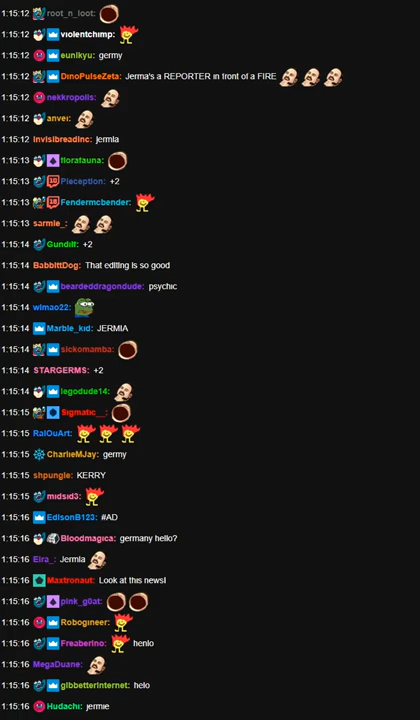 1:15:12 root_n_loot:
1:15:12 violentchimp:
1:15:12 eunikyu: germy
1:15:12 DinoPulseZeta: Jerma's a REPORTER in front of a FIRE
1:15:12 nekkropolis:
1:15:12 anvei:
1:15:12 invisibreadinc: jermia
1:15:13 florafauna:
1:15:13 Pieception: +2
1:15:13 Fendermcbender:
1:15:13 sarmie_:
1:15:14 Gundilf: +2
1:15:14 BabbittDog: That editing is so good
1:15:14 beardeddragondude: psychic
1:15:14 wlmao22:
1:15:14 Marble_kid: JERMIA
1:15:14 sickomamba:
1:15:14 STARGERMS: +2
1:15:14 legodude14:
1:15:15 Sigmatic__:
1:15:15 RalOuArt:
1:15:15 CharlieMJay: germy
1:15:15 shpungle: KERRY
1:15:15 midsid3:
1:15:16 EdisonB123: #AD
1:15:16 Bloodmagica: germany hello?
1:15:16 Eira_: Jermia
1:15:16 Maxtronaut: Look at this news!
1:15:16 pink_g0at:
1:15:16 Robogineer:
1:15:16 Freaberino: henlo
1:15:16 MegaDuane:
1:15:16 gibbetterinternet: helo
1:15:16 Hudachi: jermie